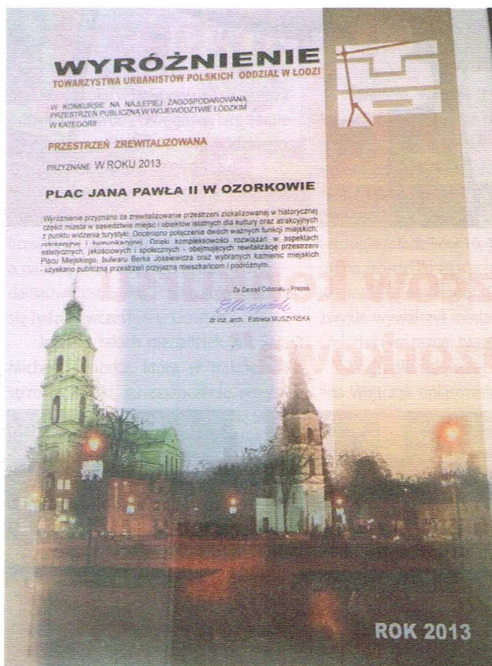 WYRÓŻNIENIE
TOWARZYSTWA URBANISTÓW POLSKICH ODDZIAŁ W ŁODZI
W KONKURSIE NA NAJLEPIEJ ZAGOSPODAROWANĄ
PRZESTRZEŃ PUBLICZNĄ W WOJEWÓDZTWIE ŁÓDZKIM
W KATEGORII
PRZESTRZEŃ ZREWITALIZOWANA
PRZYZNANE W ROKU 2013
PLAC JANA PAWŁA II W OZORKOWIE
Wyróżnienie przyznano za zrewitalizowanie przestrzeni zlokalizowanej w historycznej
części miasta w sąsiedztwie miejsc i obiektów istotnych dla kultury oraz atrakcyjnych
z punktu widzenia turystyki. Doceniono połączenie dwóch ważnych funkcji miejskich:
rekreacyjnej i komunikacyjnej. Dzięki kompleksowości rozwiązań w aspektach
estetycznych, jakościowych i społecznych - obejmujących rewitalizację przestrzeni
Placu Miejskiego, bulwaru Berka Joselewicza oraz wybranych kamienic miejskich
- uzyskano publiczną przestrzeń przyjazną mieszkańcom i podróżnym.
Za Zarząd Oddziału - Prezes
dr inż. arch. Elżbieta MUSZYŃSKA
ROK 2013